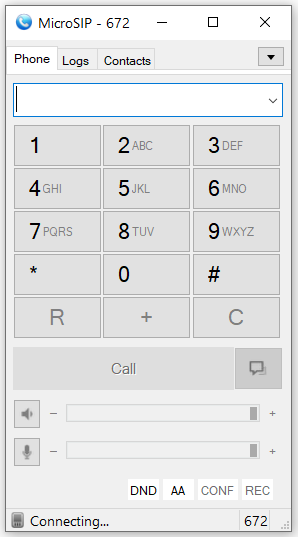 MicroSIP - 672
Phone Logs Contacts
1 2 ABC 3 DEF
4 GHI 5 JKL 6 MNO
7 PQRS 8 TUV 9 WXYZ
* 0 #
R + C
Call
− +
− +
DND AA CONF REC
Connecting... 672